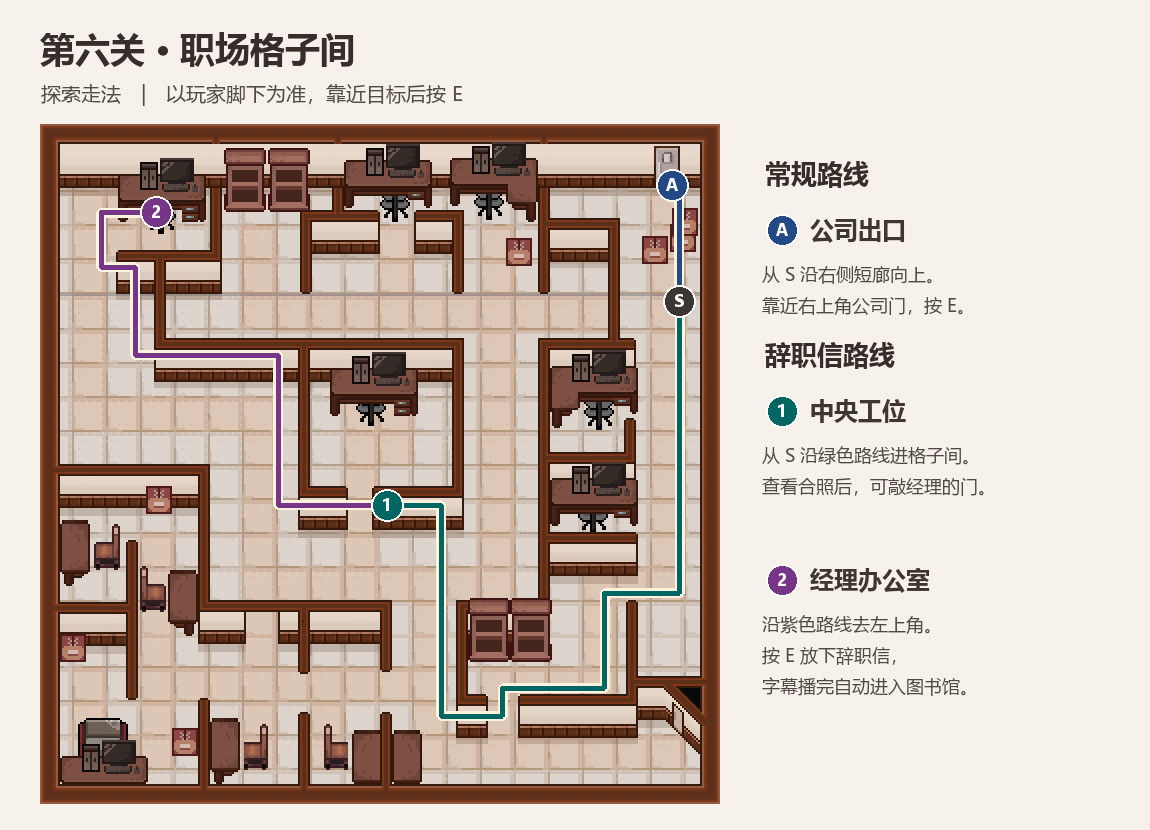 第六关 • 职场格子间
探索走法 | 以玩家脚下为准，靠近目标后按 E
常规路线
A 公司出口
从 S 沿右侧短廊向上。
靠近右上角公司门，按 E。
辞职信路线
1 中央工位
从 S 沿绿色路线进格子间。
查看合照后，可敲经理的门。
2 经理办公室
沿紫色路线去左上角。
按 E 放下辞职信，
字幕播完自动进入图书馆。
A
2
S
1